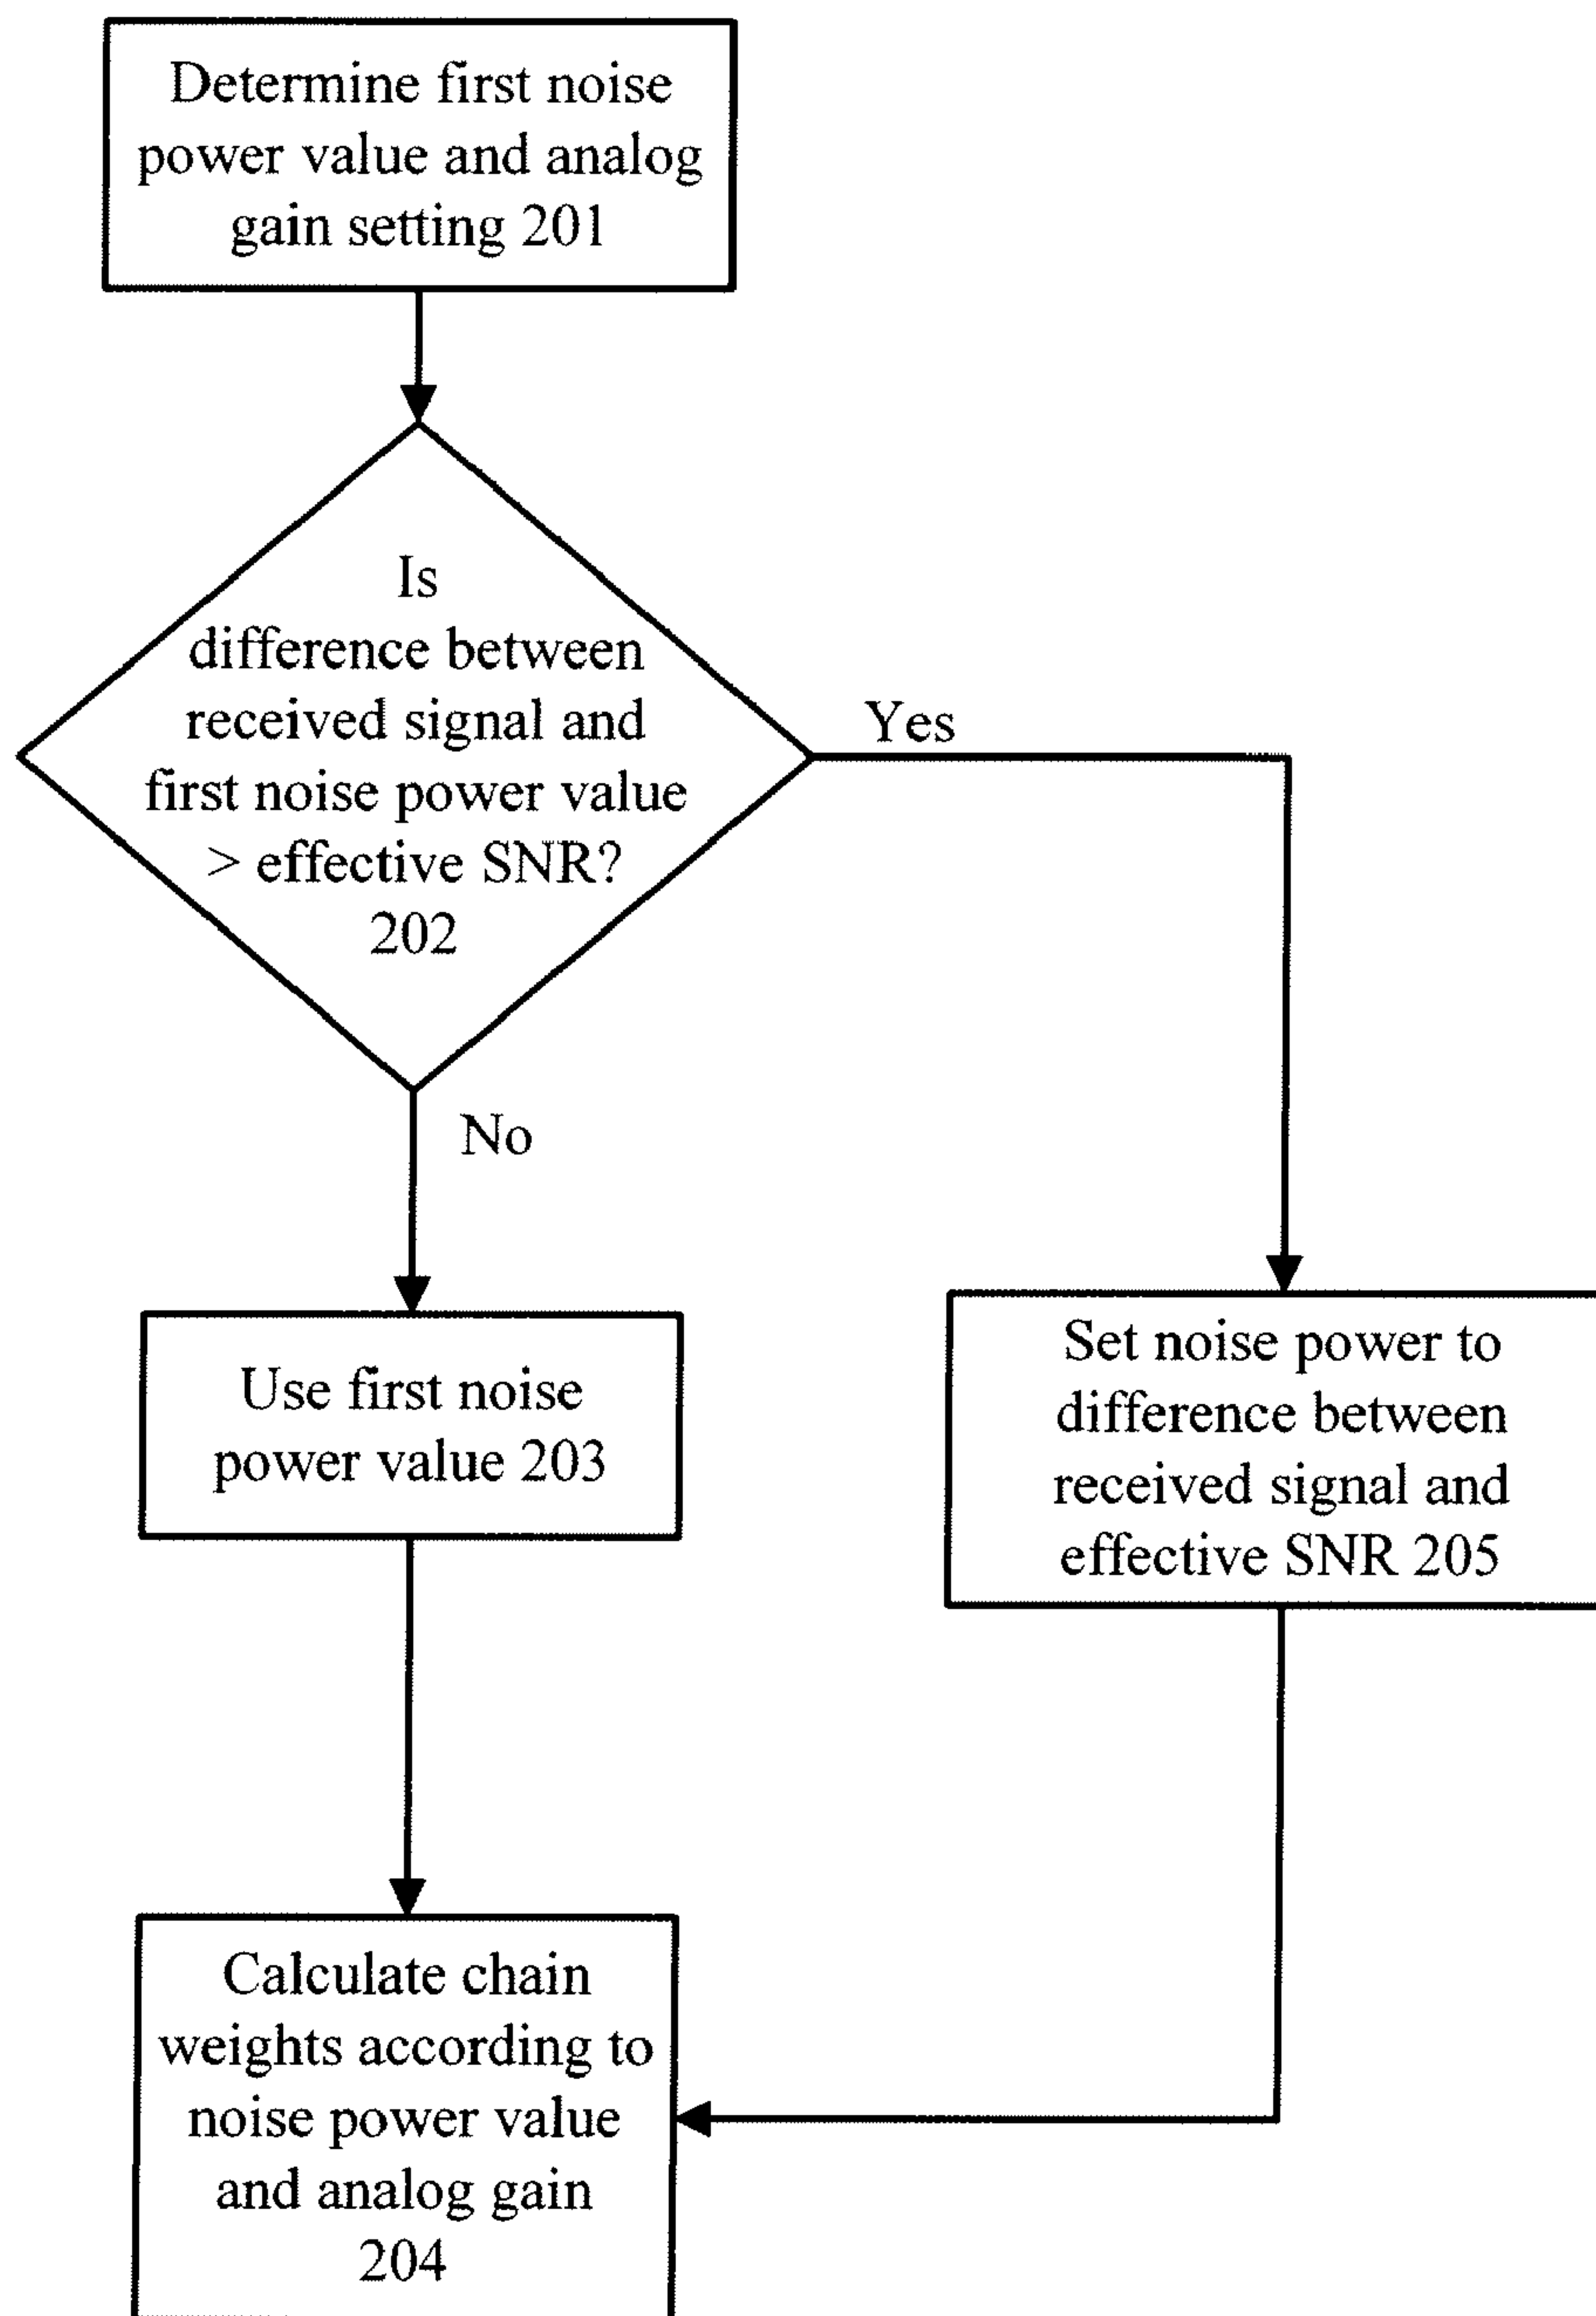 Determine first noise
power value and analog
gain setting 201
Is
difference between
received signal and
first noise power value
> effective SNR?
202
Yes
No
Use first noise
power value 203
Set noise power to
difference between
received signal and
effective SNR 205
Calculate chain
weights according to
noise power value
and analog gain
204